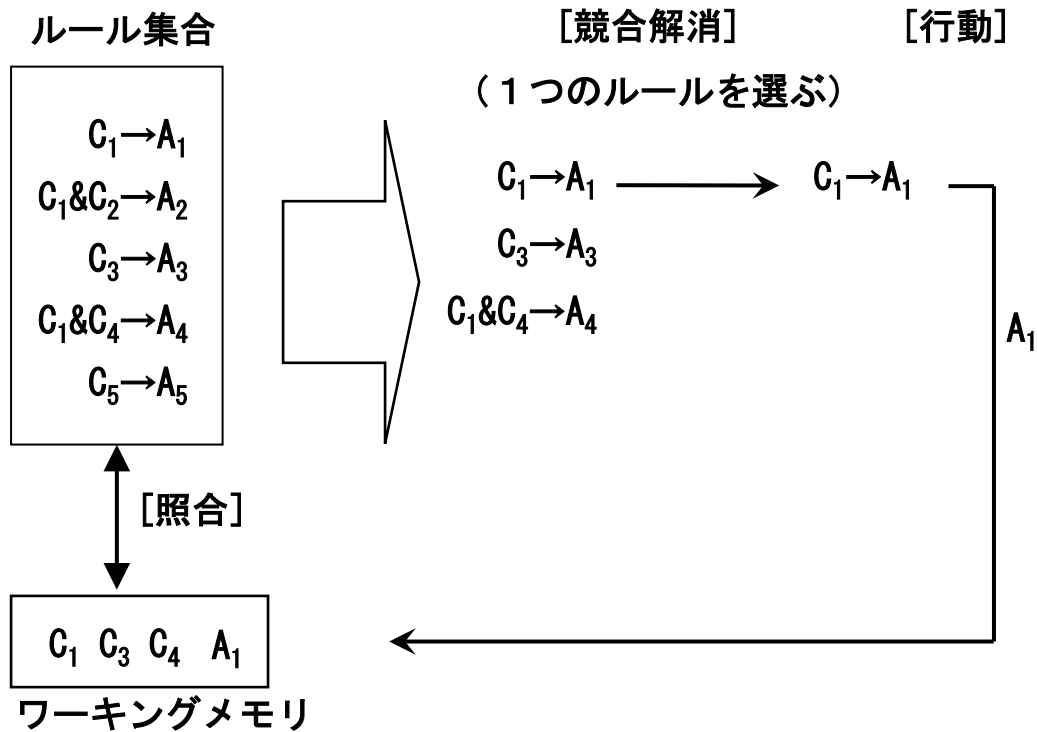 ルール集合
C₁→A₁
C₁&C₂→A₂
C₃→A₃
C₁&C₄→A₄
C₅→A₅
[照合]
C₁ C₃ C₄ A₁
ワーキングメモリ
[競合解消]
(１つのルールを選ぶ)
C₁→A₁
C₃→A₃
C₁&C₄→A₄
[行動]
C₁→A₁
A₁